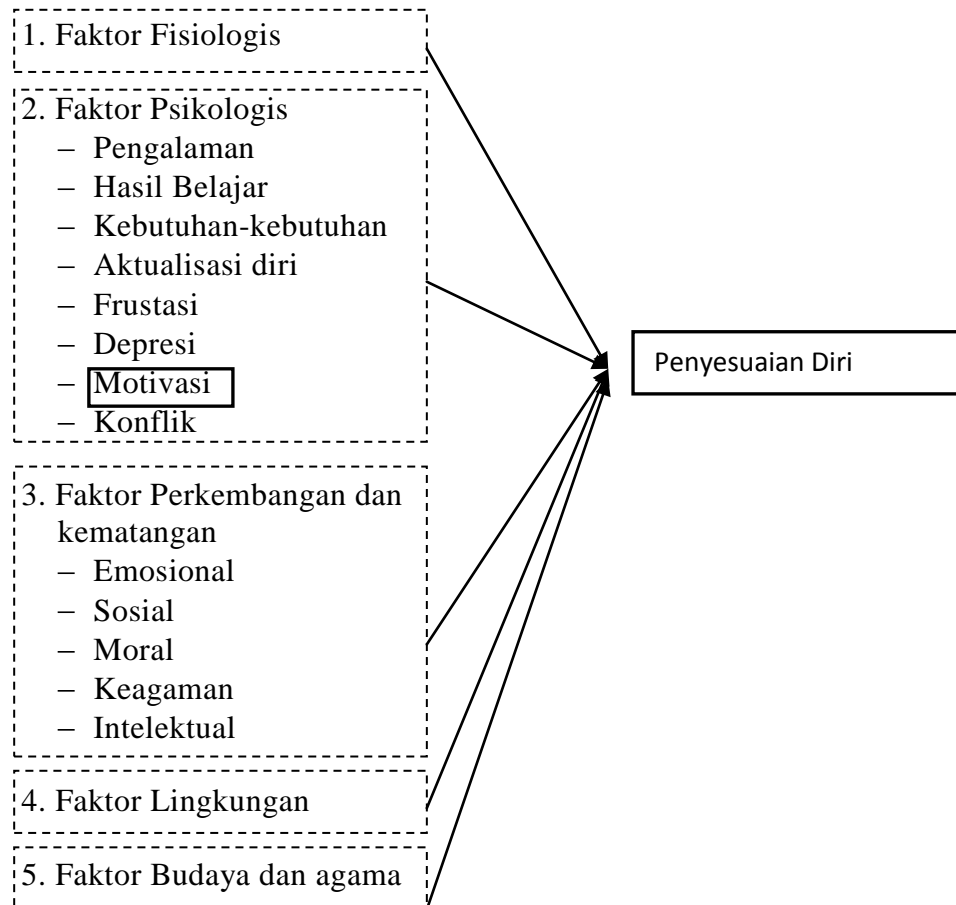 1. Faktor Fisiologis
2. Faktor Psikologis
– Pengalaman
– Hasil Belajar
– Kebutuhan-kebutuhan
– Aktualisasi diri
– Frustasi
– Depresi
– Motivasi
– Konflik
3. Faktor Perkembangan dan
kematangan
– Emosional
– Sosial
– Moral
– Keagaman
– Intelektual
4. Faktor Lingkungan
5. Faktor Budaya dan agama
Penyesuaian Diri